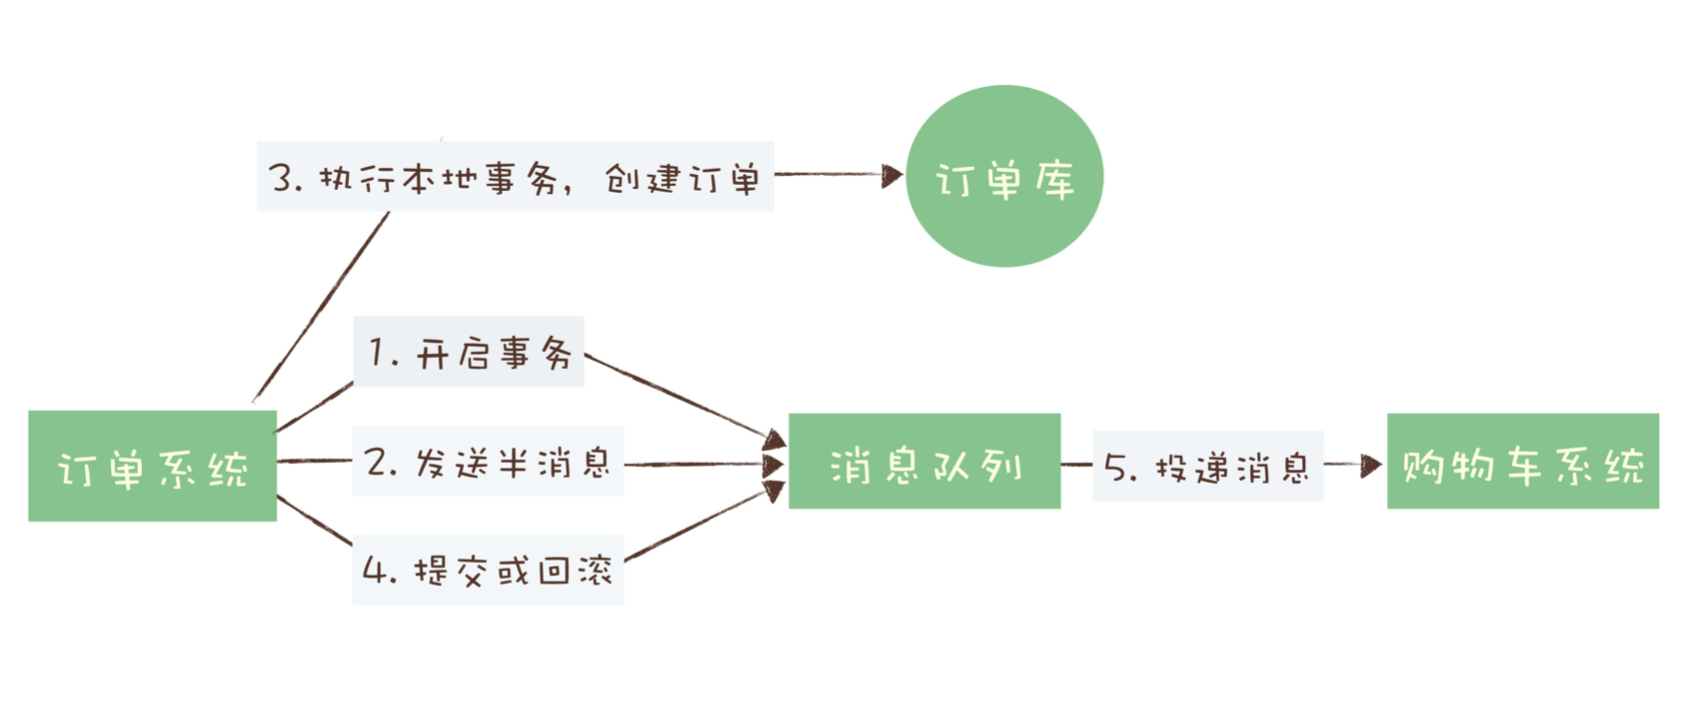 3. 执行本地事务，创建订单
订单库
1. 开启事务
订单系统
2. 发送半消息
消息队列
5. 投递消息
购物车系统
4. 提交或回滚